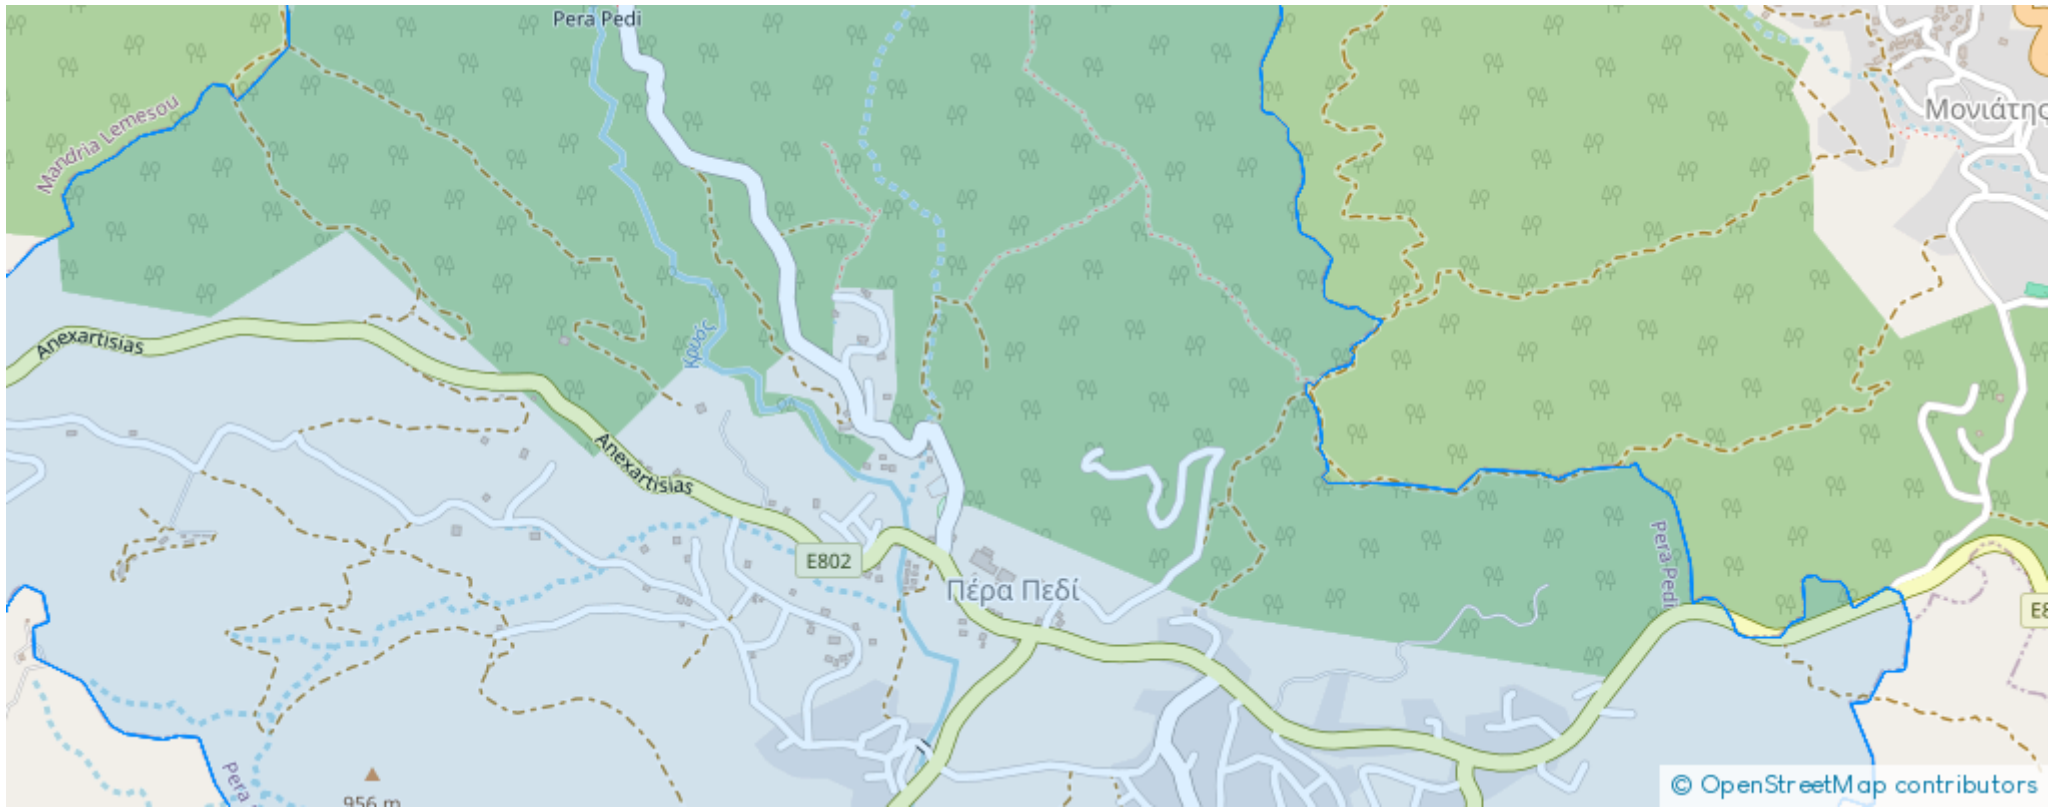 Pera Pedi
Mandria Lemesou
Μονιάτης
Anexartisias
Κρυός
Anexartisias
E802
Πέρα Πεδί
Pera Pedi
E8
Pera
956 m
© OpenStreetMap contributors